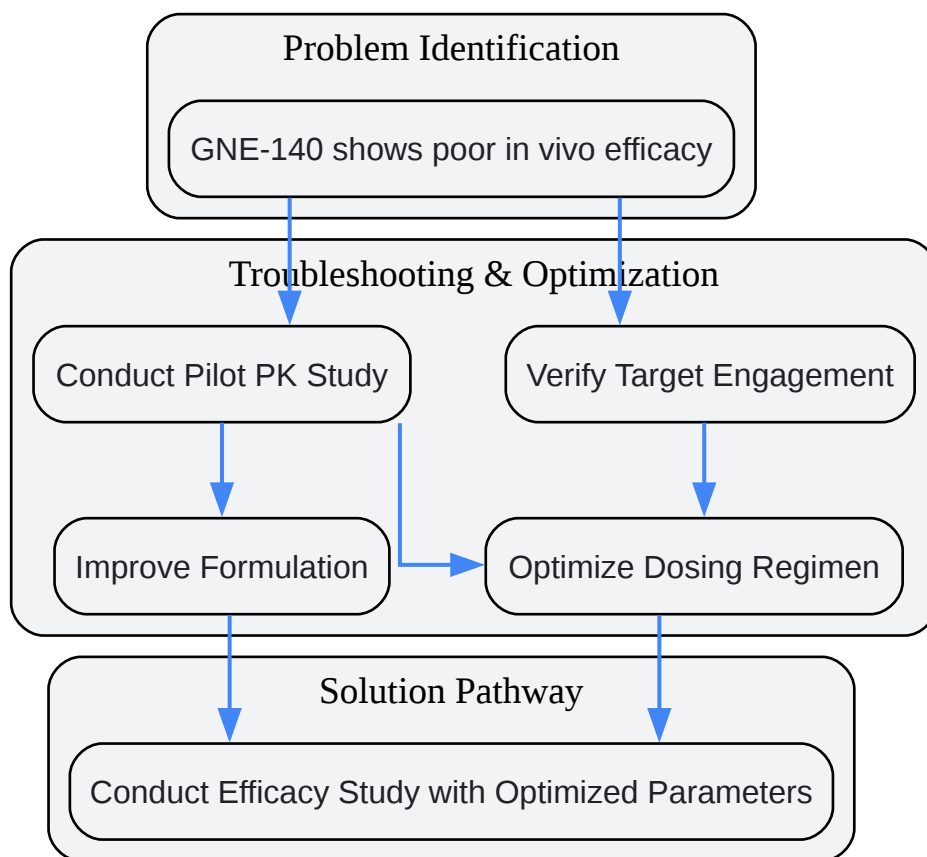 Problem Identification
GNE-140 shows poor in vivo efficacy
Troubleshooting & Optimization
Conduct Pilot PK Study
Verify Target Engagement
Improve Formulation
Optimize Dosing Regimen
Solution Pathway
Conduct Efficacy Study with Optimized Parameters